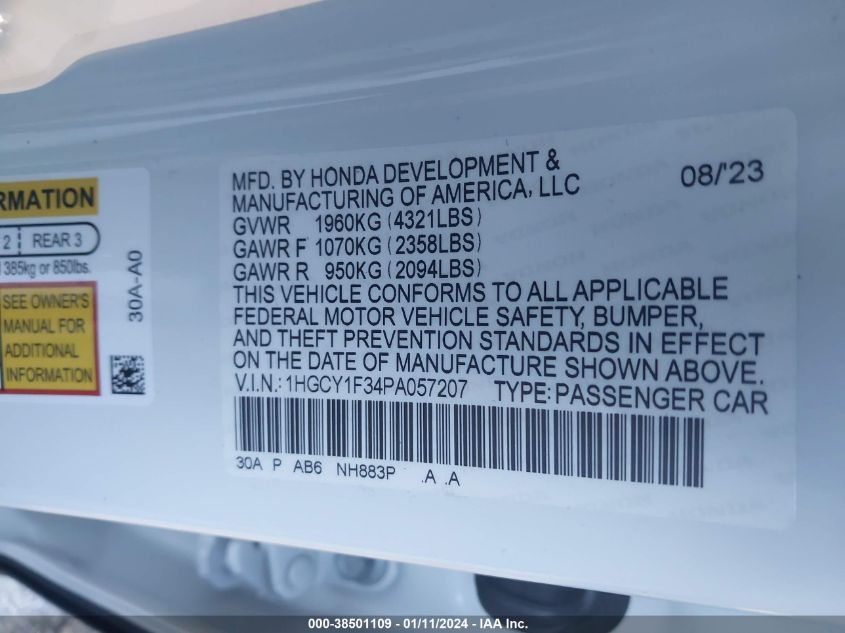 RMATION
2 REAR 3
385kg or 850lbs.
SEE OWNER'S
MANUAL FOR
ADDITIONAL
INFORMATION
30A-A0
MFD. BY HONDA DEVELOPMENT &
MANUFACTURING OF AMERICA, LLC
08/'23
GVWR 1960KG (4321LBS)
GAWR F 1070KG (2358LBS)
GAWR R 950KG (2094LBS)
THIS VEHICLE CONFORMS TO ALL APPLICABLE
FEDERAL MOTOR VEHICLE SAFETY, BUMPER,
AND THEFT PREVENTION STANDARDS IN EFFECT
ON THE DATE OF MANUFACTURE SHOWN ABOVE.
V.I.N.: 1HGCY1F34PA057207 TYPE: PASSENGER CAR
30A P AB6 NH883P .A .A
000-38501109 - 01/11/2024 - IAA Inc.